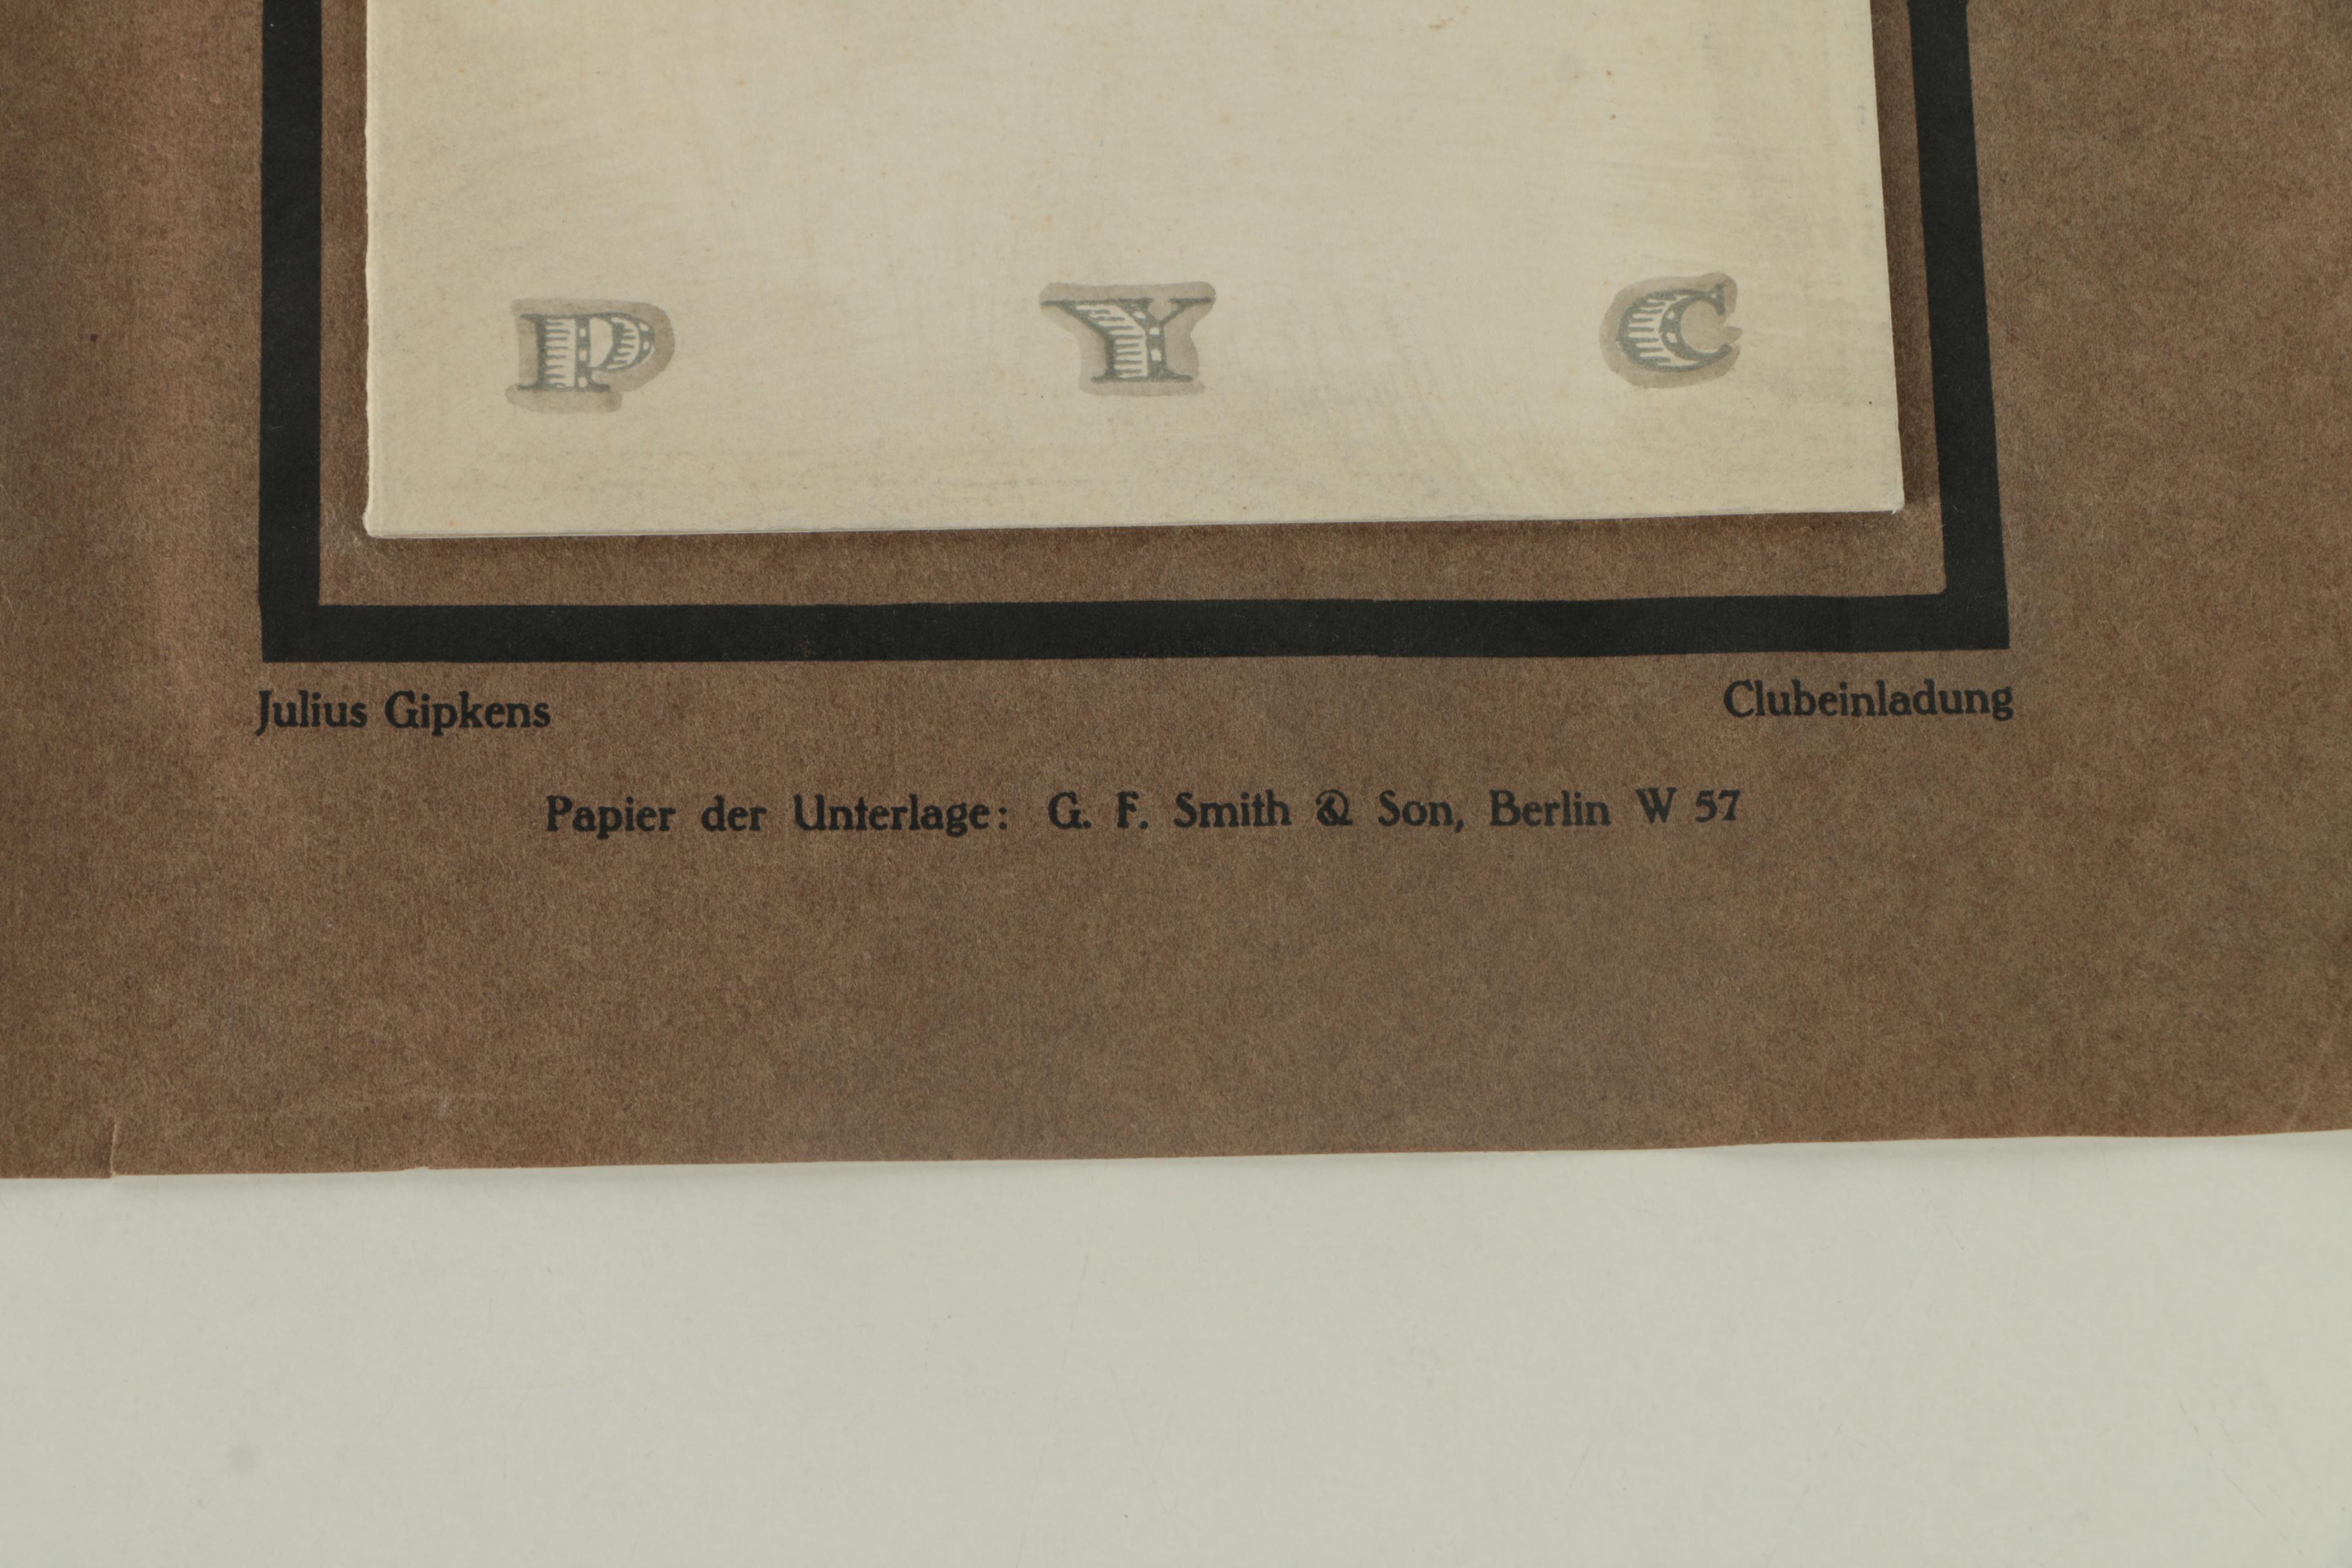 P Y C
Julius Gipkens Clubeinladung
Papier der Unterlage: G. F. Smith & Son, Berlin W 57